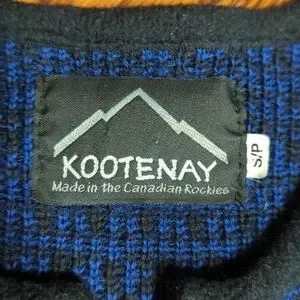 KOOTENAY
Made in the Canadian Rockies
S/P